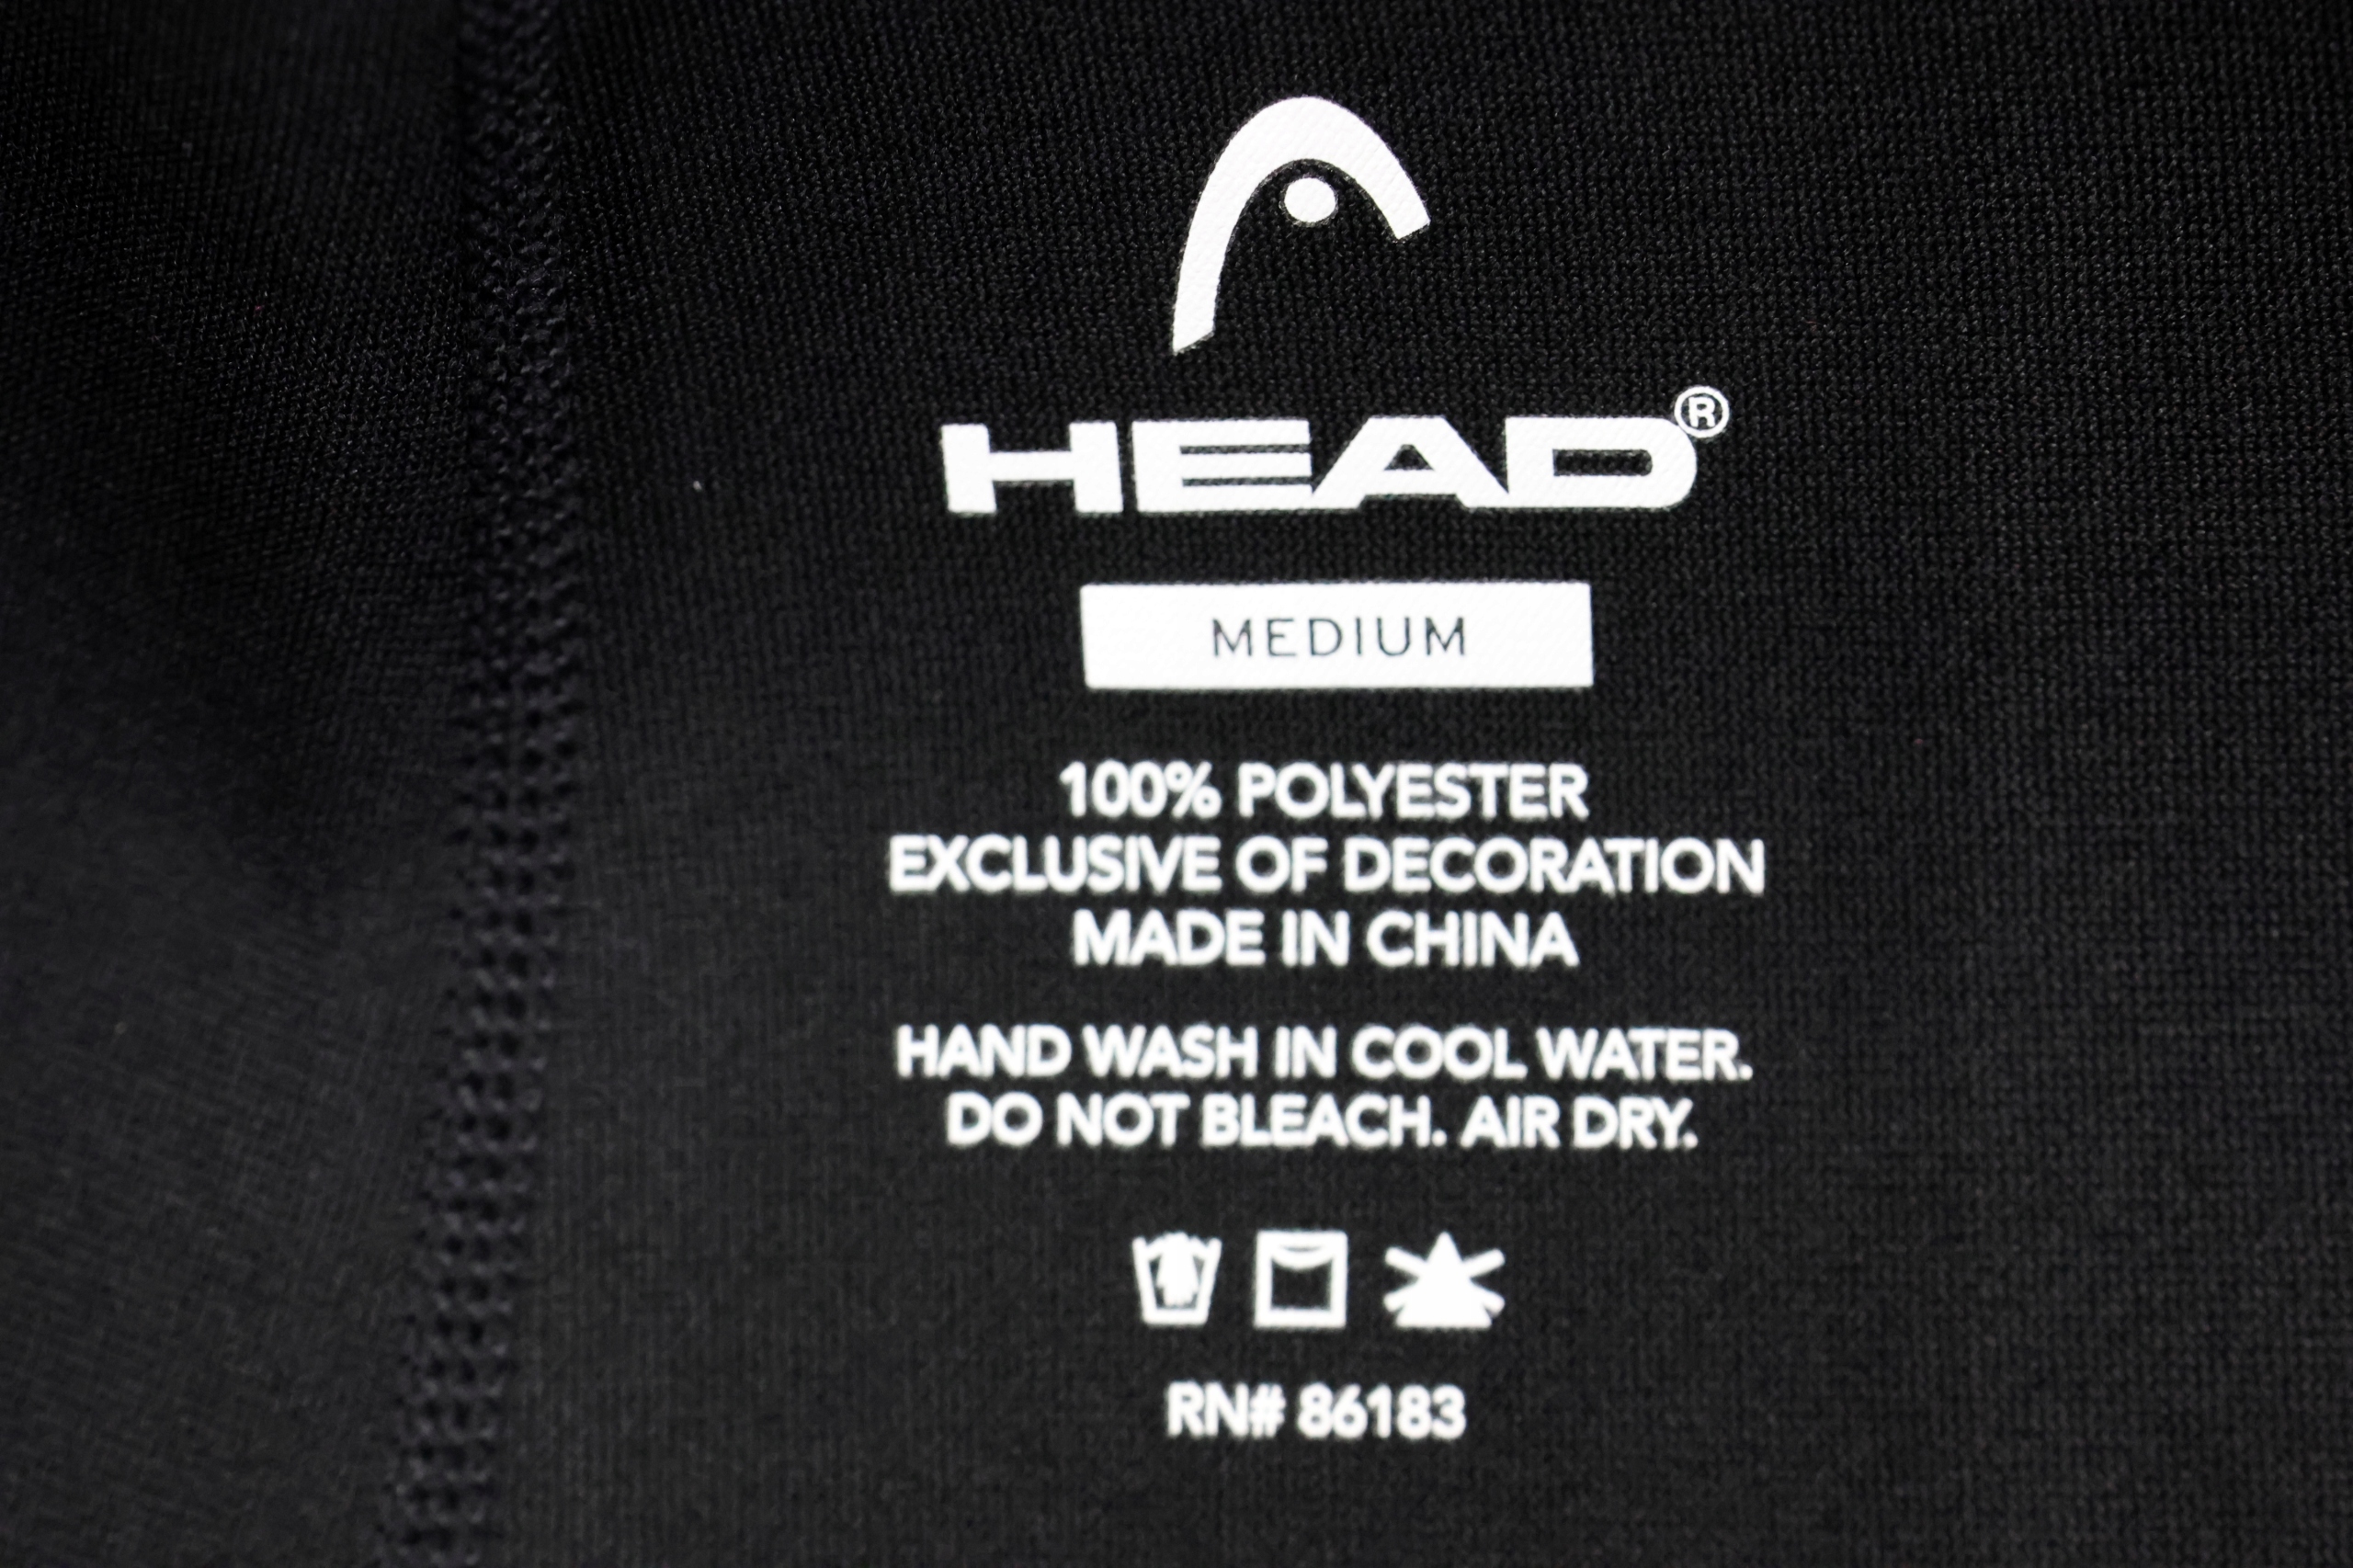 HEAD®
MEDIUM
100% POLYESTER
EXCLUSIVE OF DECORATION
MADE IN CHINA
HAND WASH IN COOL WATER.
DO NOT BLEACH. AIR DRY.
RN# 86183